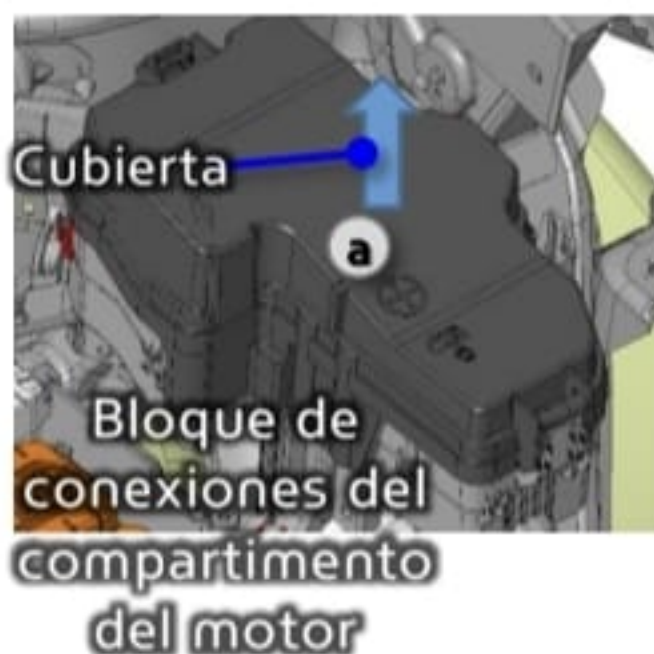 Cubierta
a
Bloque de
conexiones del
compartimento
del motor